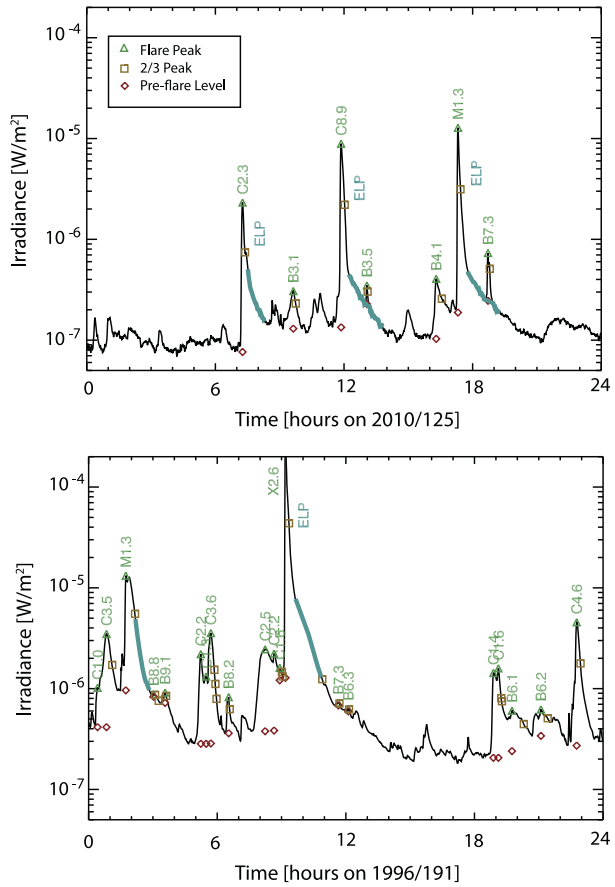 10⁻⁴
Flare Peak
2/3 Peak
Pre-flare Level
10⁻⁵
10⁻⁶
10⁻⁷
Irradiance [W/m²]
C2.3
ELP
B3.1
C8.9
ELP
B3.5
B4.1
M1.3
ELP
B7.3
0 6 12 18 24
Time [hours on 2010/125]
10⁻⁴
10⁻⁵
10⁻⁶
10⁻⁷
Irradiance [W/m²]
C1.0
C3.5
M1.3
B8.8
B9.1
C2.2
C3.6
B8.2
C2.5
X2.6
ELP
B7.3
B6.3
C1.4
C1.6
B6.1
B6.2
C4.6
0 6 12 18 24
Time [hours on 1996/191]